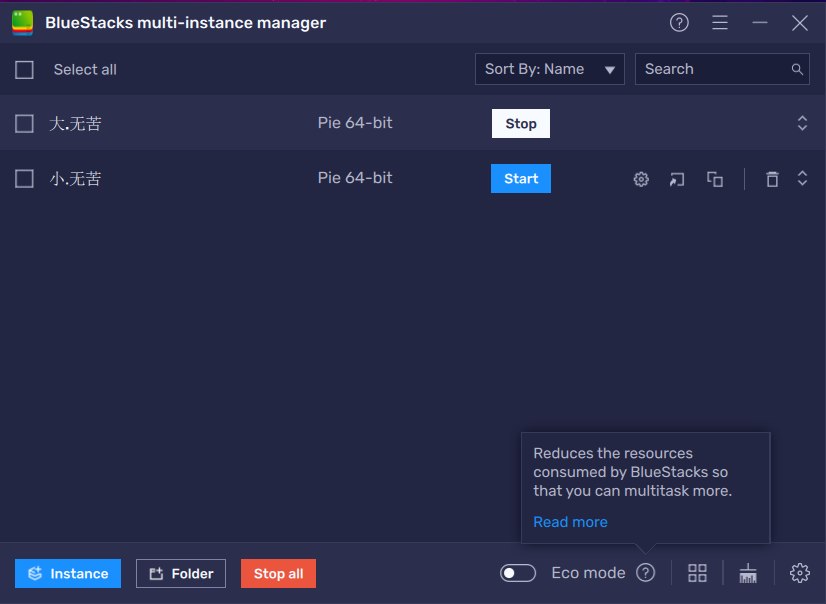 BlueStacks multi-instance manager
Select all
Sort By: Name
Search
大.无苦
Pie 64-bit
Stop
小.无苦
Pie 64-bit
Start
Reduces the resources
consumed by BlueStacks so
that you can multitask more.
Read more
Instance
Folder
Stop all
Eco mode